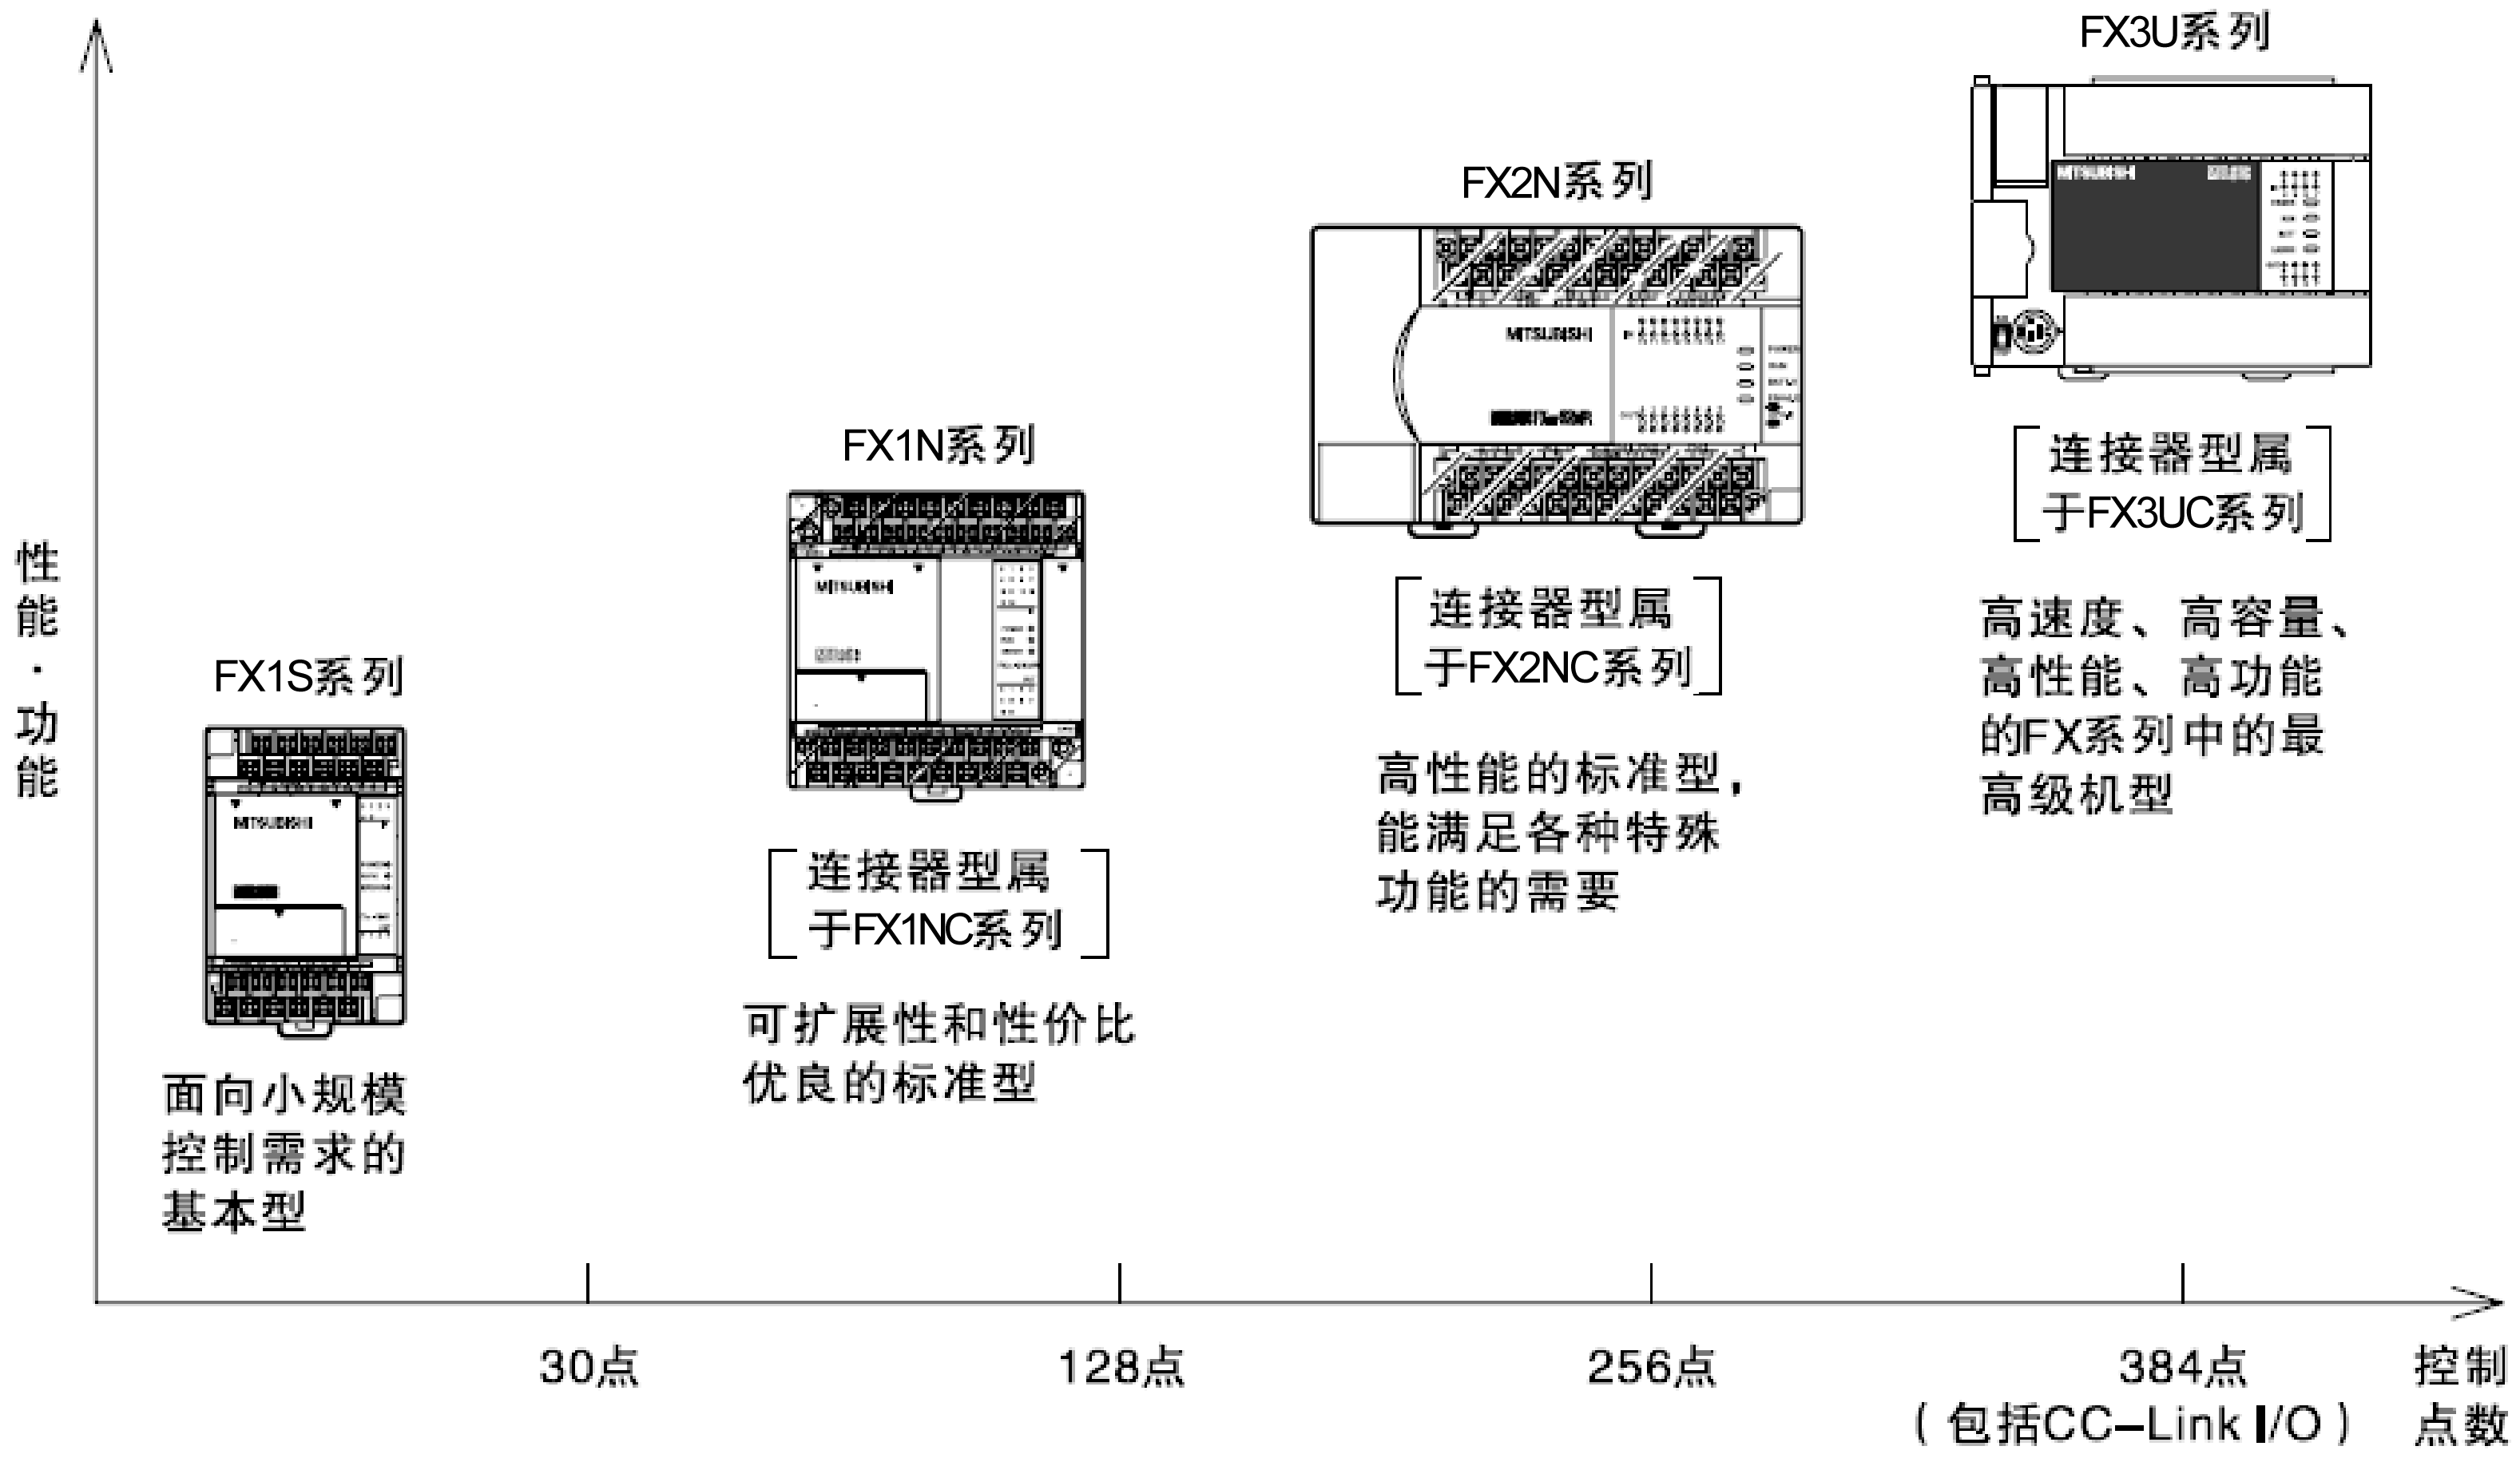 FX3U系列
MITSUBISHI
连接器型属
于FX3UC系列
高速度、高容量、
高性能、高功能
的FX系列中的最
高级机型
FX2N系列
MITSUBISHI
连接器型属
于FX2NC系列
高性能的标准型,
能满足各种特殊
功能的需要
FX1N系列
MITSUBISHI
连接器型属
于FX1NC系列
可扩展性和性价比
优良的标准型
FX1S系列
MITSUBISHI
面向小规模
控制需求的
基本型
性能·功能
30点
128点
256点
384点
(包括CC-Link I/O)
控制
点数